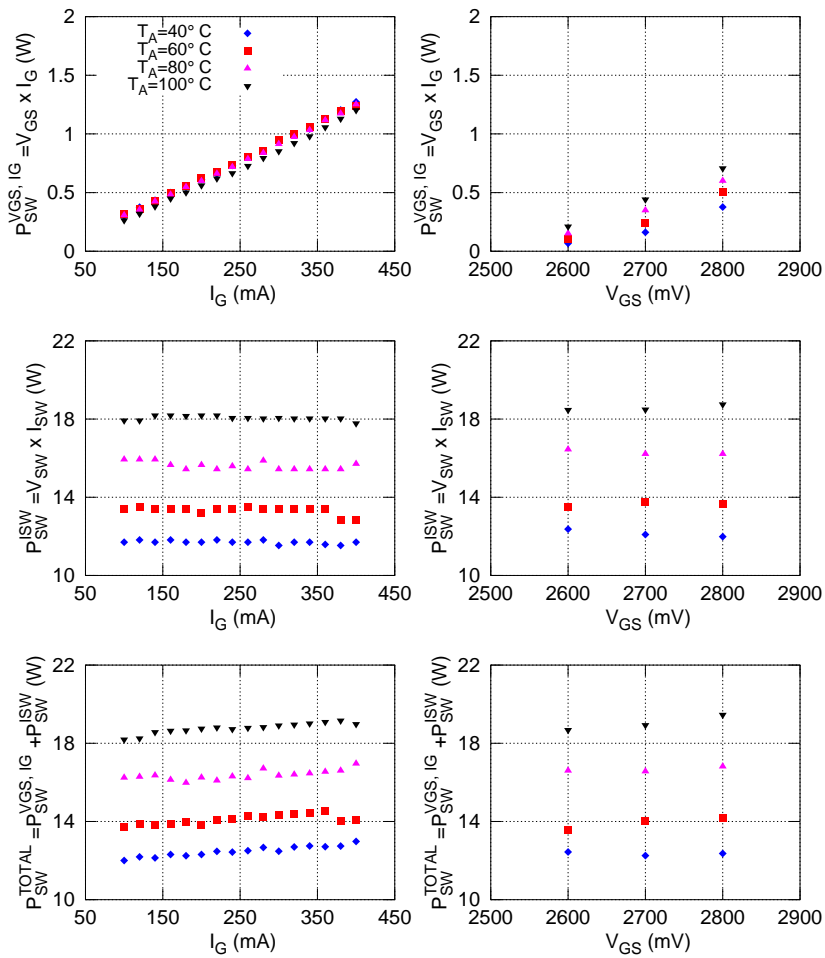 P_SW^VGS, IG =V_GS x I_G (W)
2
1.5
1
0.5
0
T_A=40° C
T_A=60° C
T_A=80° C
T_A=100° C
50 150 250 350 450
I_G (mA)
P_SW^VGS, IG =V_GS x I_G (W)
2
1.5
1
0.5
0
2500 2600 2700 2800 2900
V_GS (mV)
P_SW^ISW =V_SW x I_SW (W)
22
18
14
10
50 150 250 350 450
I_G (mA)
P_SW^ISW =V_SW x I_SW (W)
22
18
14
10
2500 2600 2700 2800 2900
V_GS (mV)
P_SW^TOTAL =P_SW^VGS, IG +P_SW^ISW (W)
22
18
14
10
50 150 250 350 450
I_G (mA)
P_SW^TOTAL =P_SW^VGS, IG +P_SW^ISW (W)
22
18
14
10
2500 2600 2700 2800 2900
V_GS (mV)